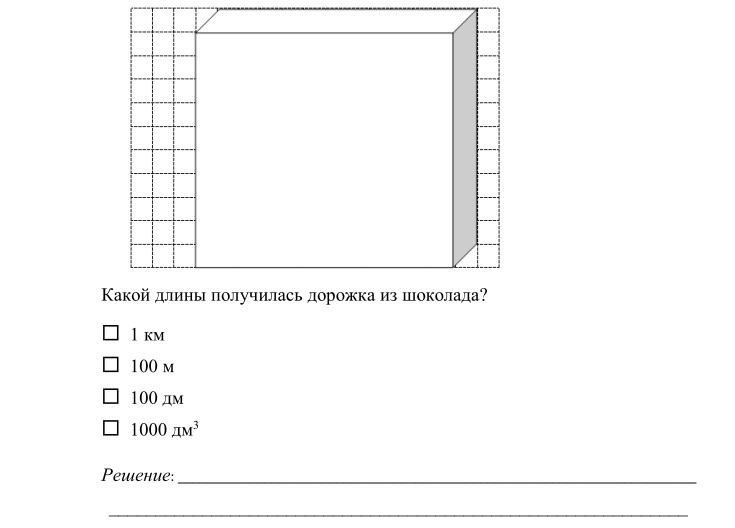 Какой длины получилась дорожка из шоколада?
1 км
100 м
100 дм
1000 дм³
Решение: